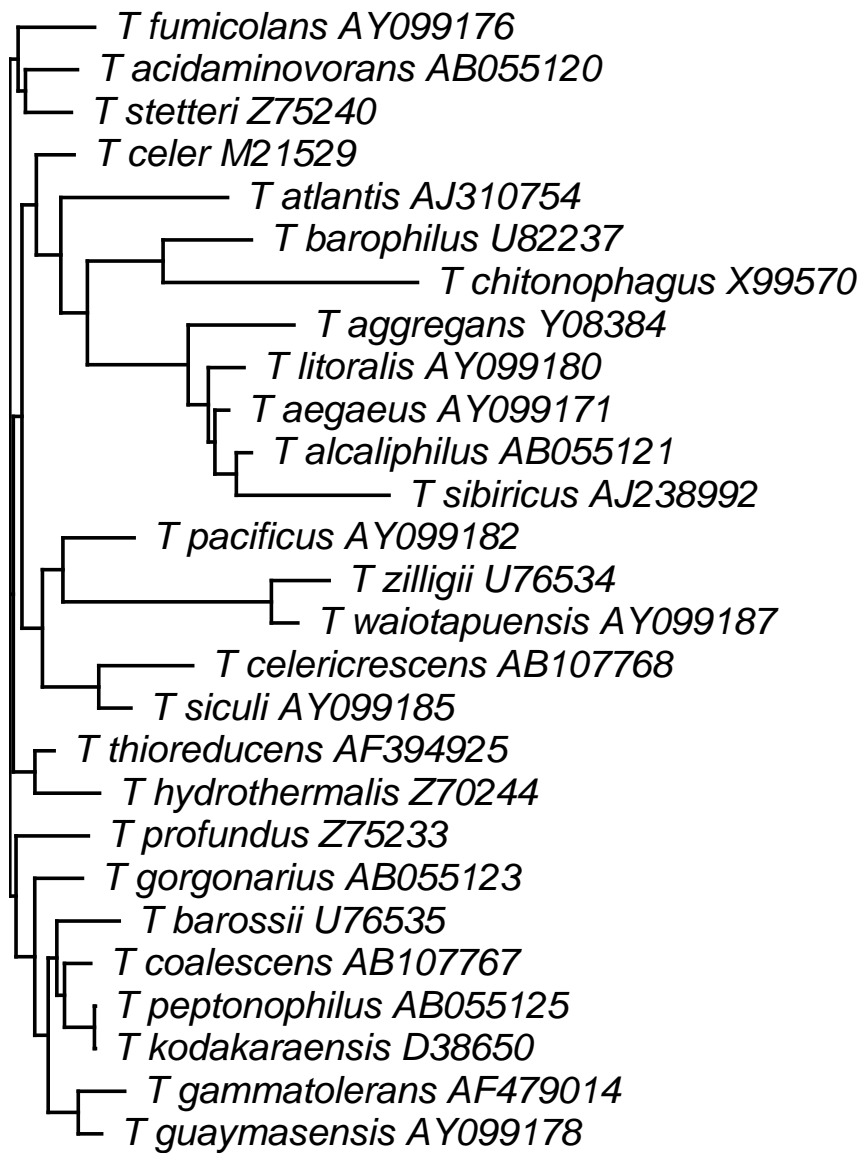 T fumicolans AY099176
T acidaminovorans AB055120
T stetteri Z75240
T celer M21529
T atlantis AJ310754
T barophilus U82237
T chitonophagus X99570
T aggregans Y08384
T litoralis AY099180
T aegaeus AY099171
T alcaliphilus AB055121
T sibiricus AJ238992
T pacificus AY099182
T zilligii U76534
T waiotapuensis AY099187
T celericrescens AB107768
T siculi AY099185
T thioreducens AF394925
T hydrothermalis Z70244
T profundus Z75233
T gorgonarius AB055123
T barossii U76535
T coalescens AB107767
T peptonophilus AB055125
T kodakaraensis D38650
T gammatolerans AF479014
T guaymasensis AY099178